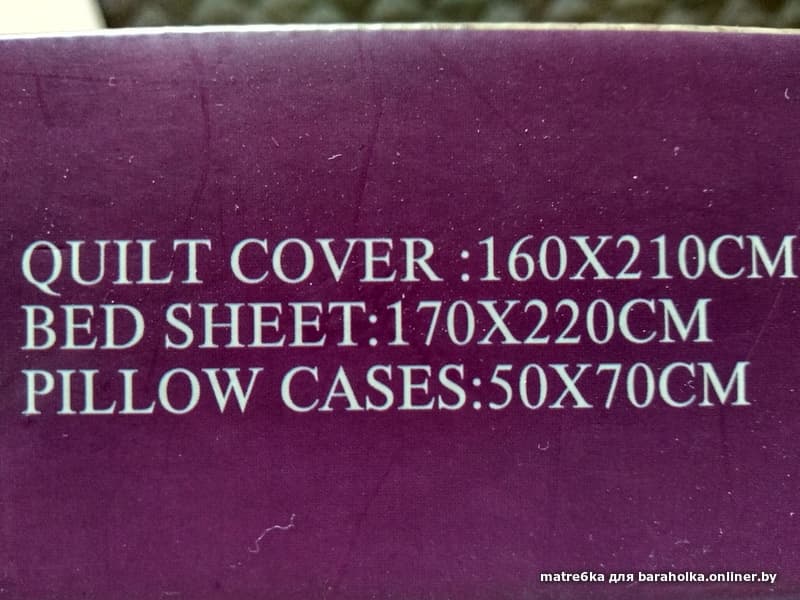 QUILT COVER :160X210CM
BED SHEET:170X220CM
PILLOW CASES:50X70CM
matre6ka для baraholka.onliner.by